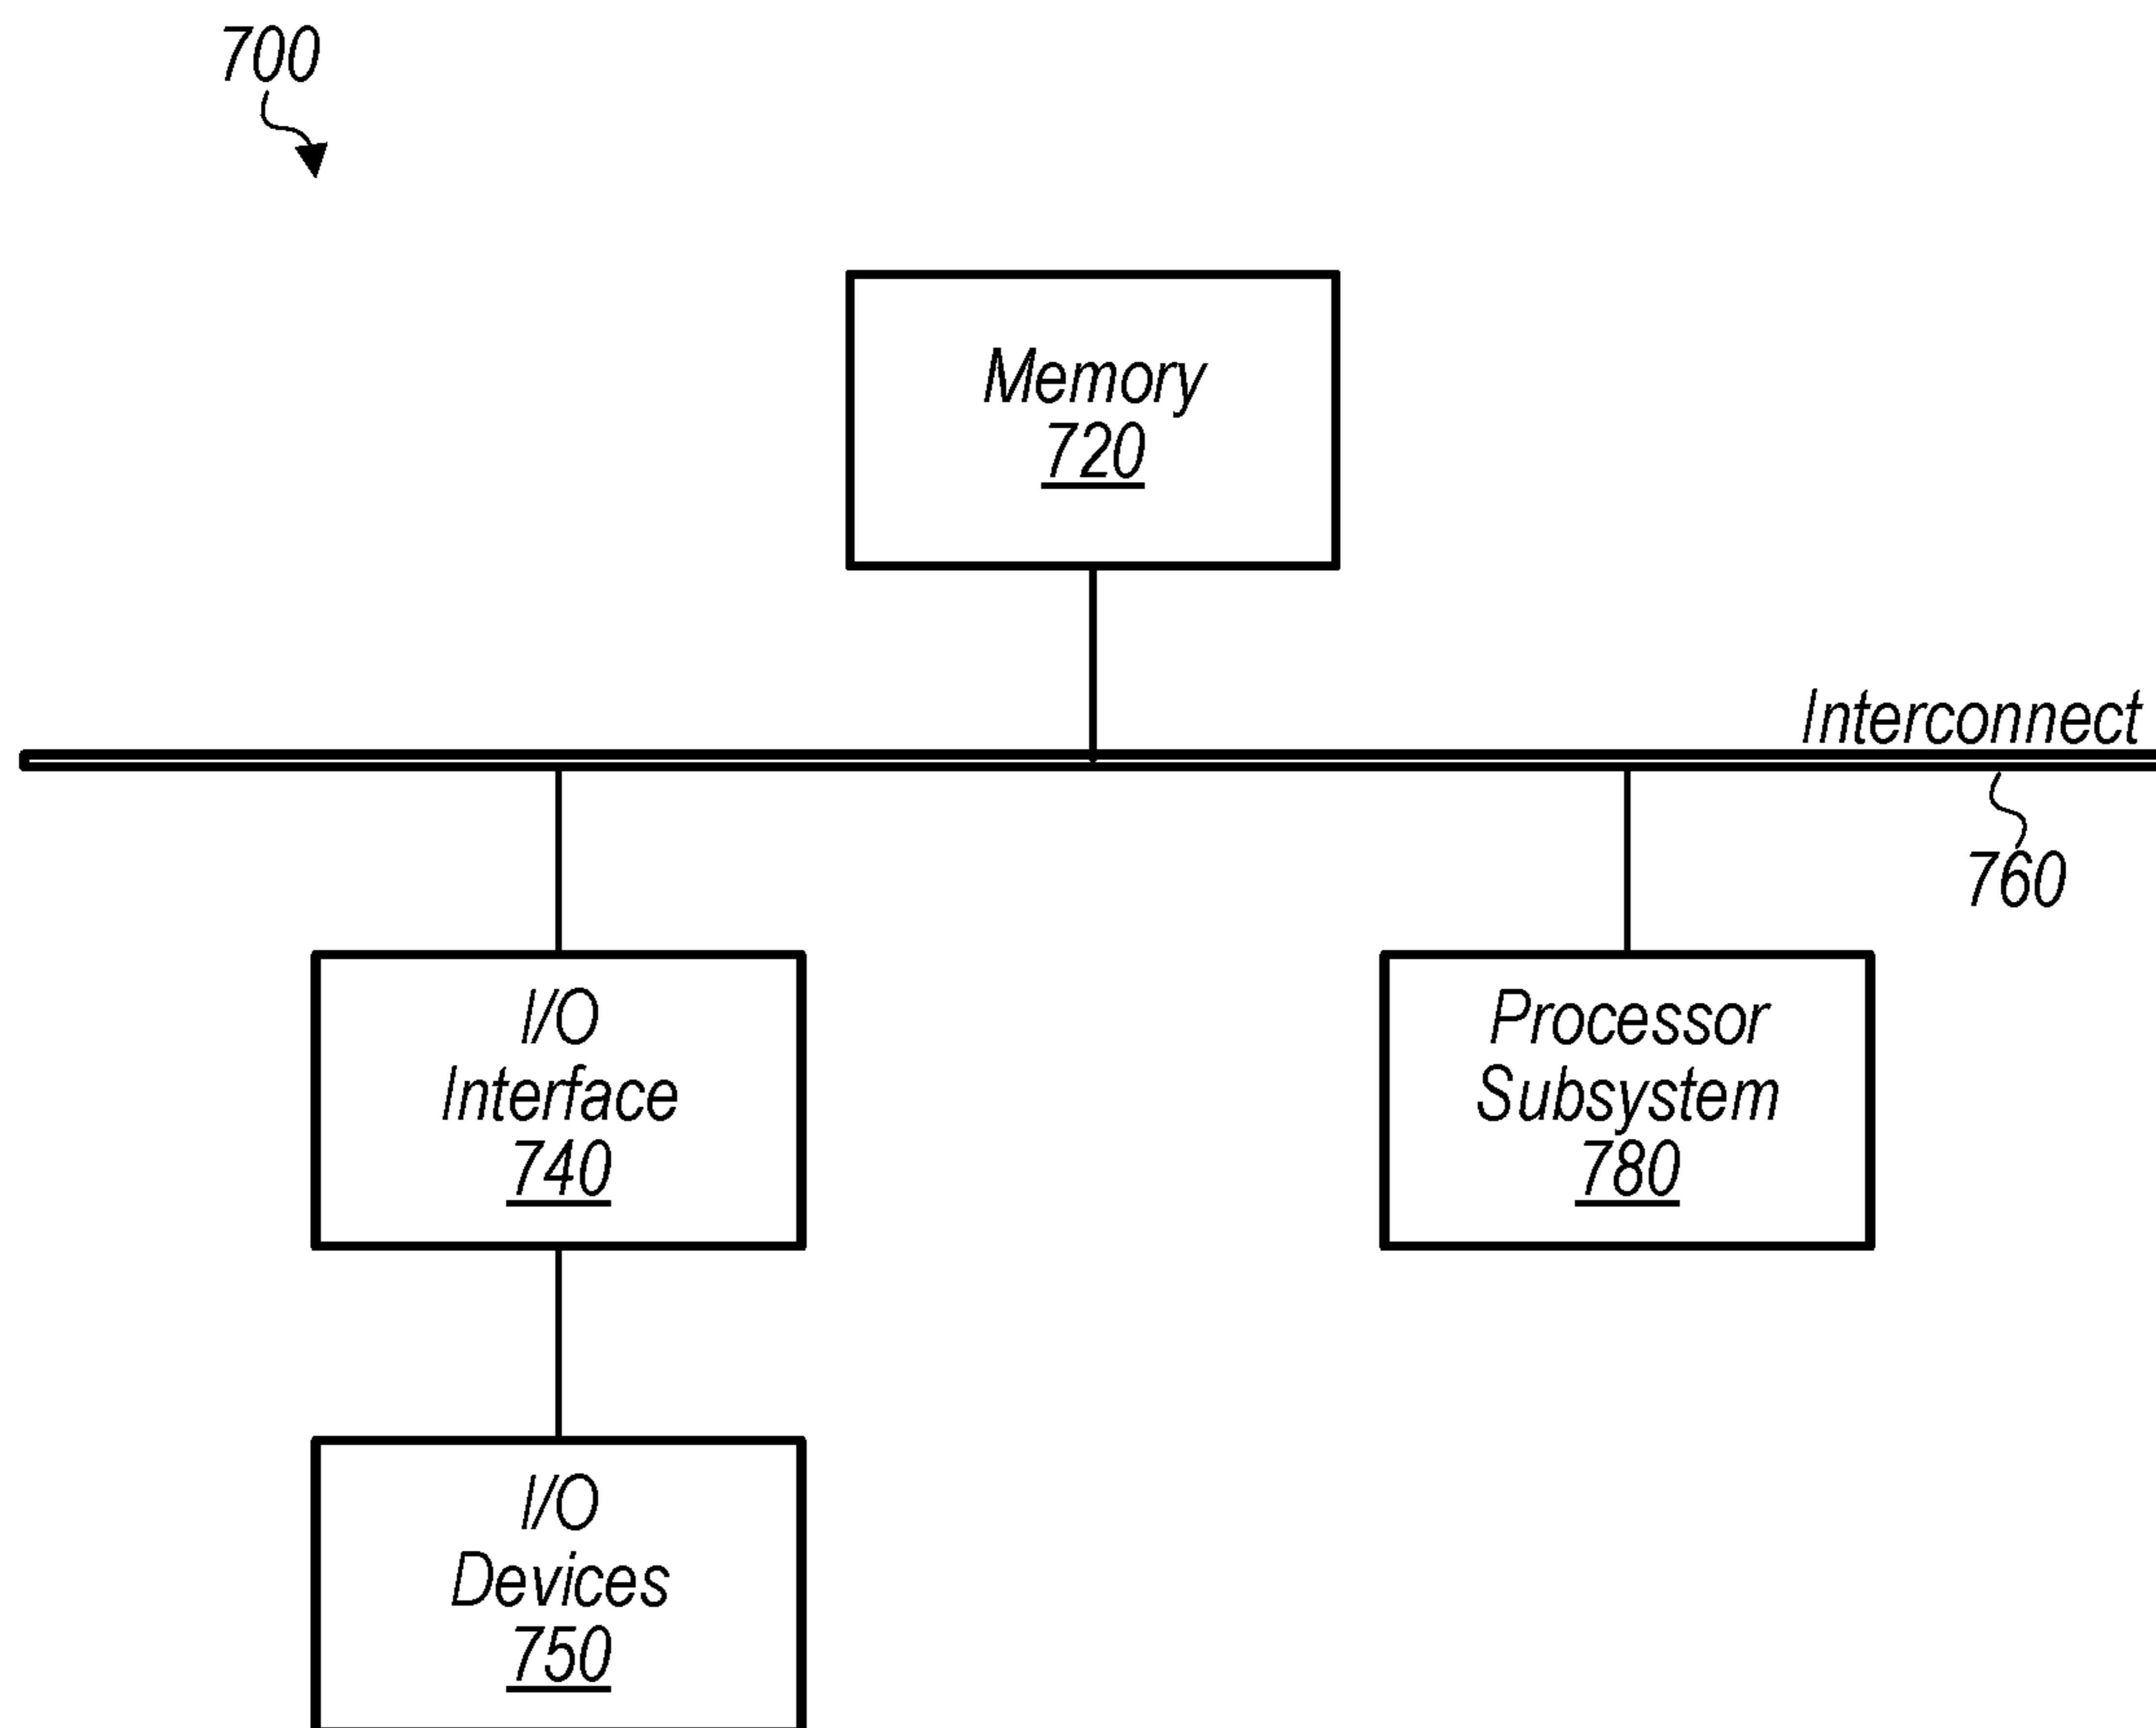 700
Memory
720
Interconnect
760
I/O
Interface
740
Processor
Subsystem
780
I/O
Devices
750